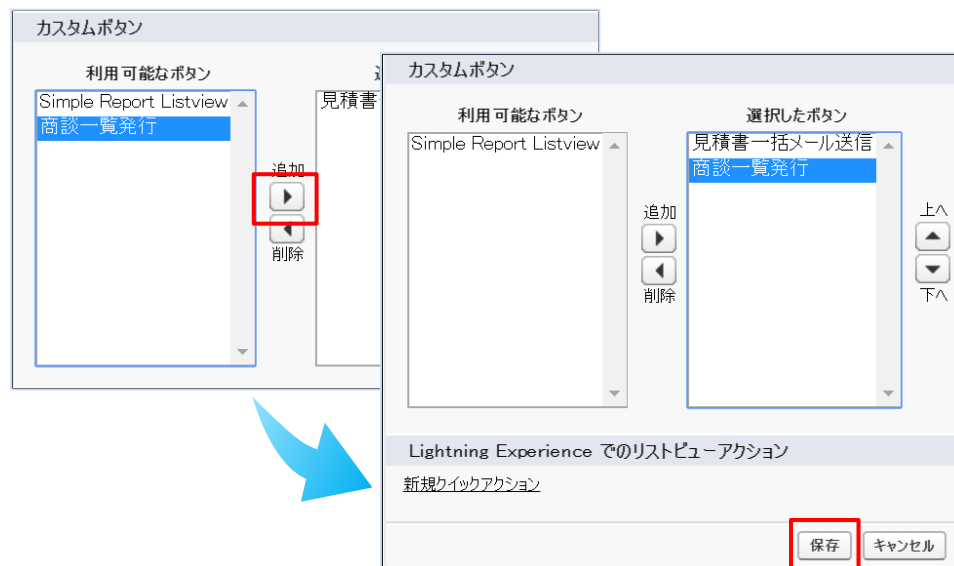 カスタムボタン
利用可能なボタン
Simple Report Listview
商談一覧発行
追加
削除
見積書
カスタムボタン
利用可能なボタン
選択したボタン
Simple Report Listview
見積書一括メール送信
商談一覧発行
追加
削除
上へ
下へ
Lightning Experience でのリストビューアクション
新規クイックアクション
保存
キャンセル